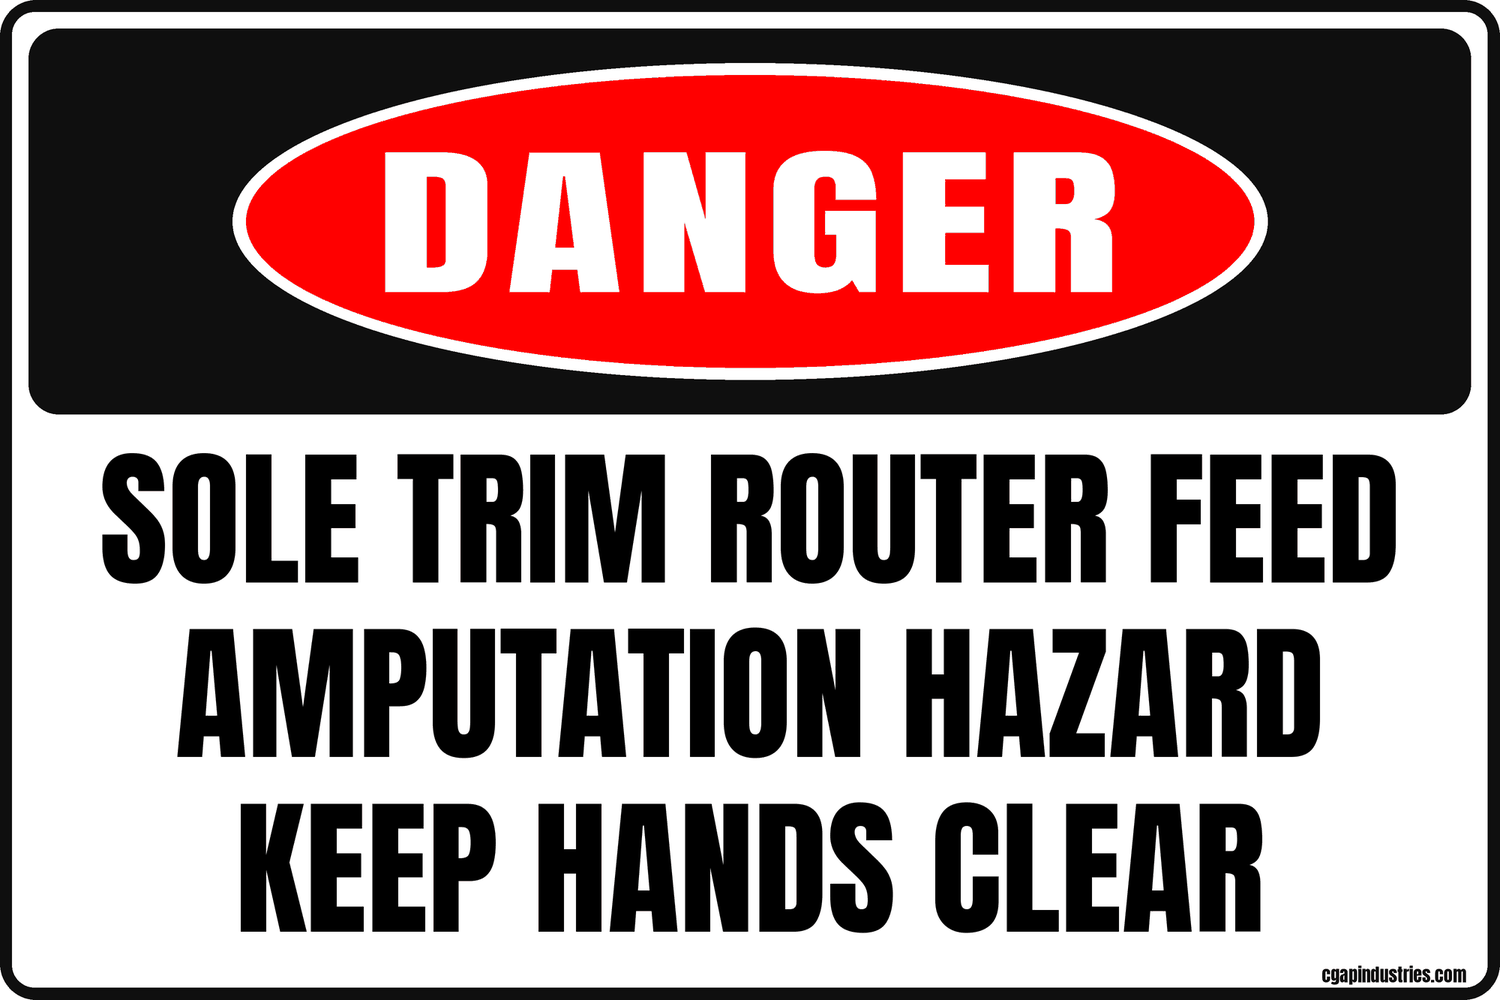 DANGER
SOLE TRIM ROUTER FEED
AMPUTATION HAZARD
KEEP HANDS CLEAR
cgapindustries.com